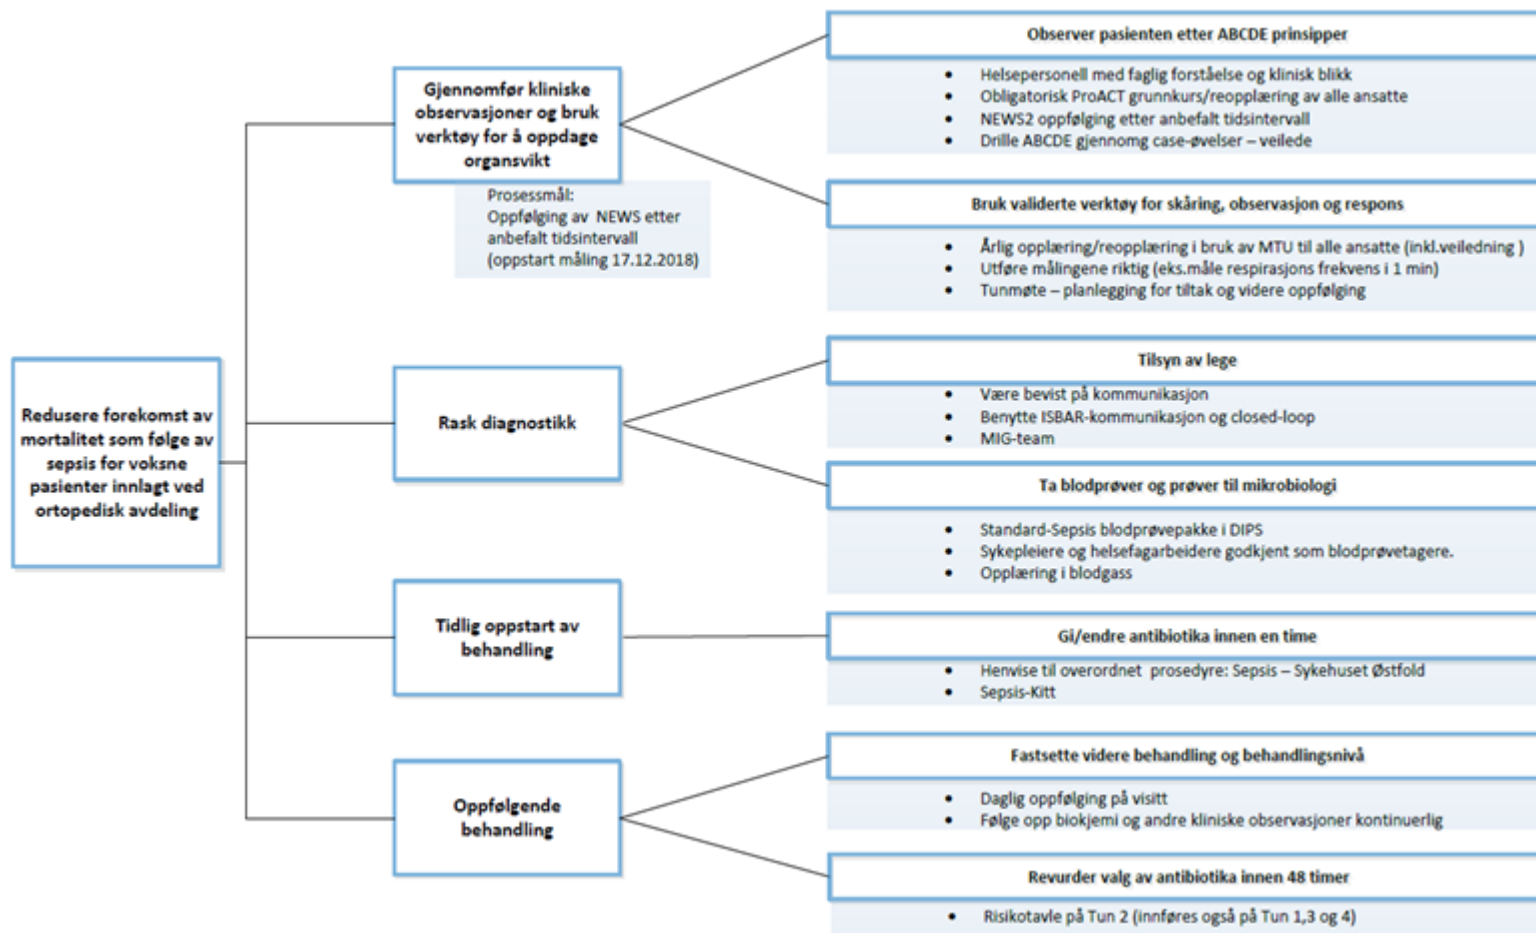 Redusere forekomst av
mortalitet som følge av
sepsis for voksne
pasienter innlagt ved
ortopedisk avdeling
Gjennomfør kliniske
observasjoner og bruk
verktøy for å oppdage
organsvikt
Prosessmål:
Oppfølging av NEWS etter
anbefalt tidsintervall
(oppstart måling 17.12.2018)
Observer pasienten etter ABCDE prinsipper
• Helsepersonell med faglig forståelse og klinisk blikk
• Obligatorisk ProACT grunnkurs/reopplæring av alle ansatte
• NEWS2 oppfølging etter anbefalt tidsintervall
• Drille ABCDE gjennomg case-øvelser – veilede
Bruk validerte verktøy for skåring, observasjon og respons
• Årlig opplæring/reopplæring i bruk av MTU til alle ansatte (inkl.veiledning )
• Utføre målingene riktig (eks.måle respirasjons frekvens i 1 min)
• Tunmøte – planlegging for tiltak og videre oppfølging
Rask diagnostikk
Tilsyn av lege
• Være bevist på kommunikasjon
• Benytte ISBAR-kommunikasjon og closed-loop
• MIG-team
Ta blodprøver og prøver til mikrobiologi
• Standard-Sepsis blodprøvepakke i DIPS
• Sykepleiere og helsefagarbeidere godkjent som blodprøvetagere.
• Opplæring i blodgass
Tidlig oppstart av
behandling
Gi/endre antibiotika innen en time
• Henvise til overordnet prosedyre: Sepsis – Sykehuset Østfold
• Sepsis-Kitt
Oppfølgende
behandling
Fastsette videre behandling og behandlingsnivå
• Daglig oppfølging på visitt
• Følge opp biokjemi og andre kliniske observasjoner kontinuerlig
Revurder valg av antibiotika innen 48 timer
• Risikotavle på Tun 2 (innføres også på Tun 1,3 og 4)